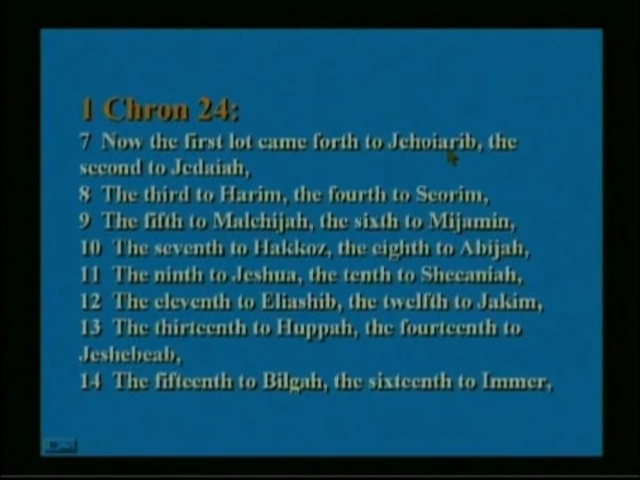 1 Chron 24:
7 Now the first lot came forth to Jehoiarib, the
second to Jedaiah,
8 The third to Harim, the fourth to Seorim,
9 The fifth to Malchijah, the sixth to Mijamin,
10 The seventh to Hakkoz, the eighth to Abijah,
11 The ninth to Jeshua, the tenth to Shecaniah,
12 The eleventh to Eliashib, the twelfth to Jakim,
13 The thirteenth to Huppah, the fourteenth to
Jeshebeab,
14 The fifteenth to Bilgah, the sixteenth to Immer,